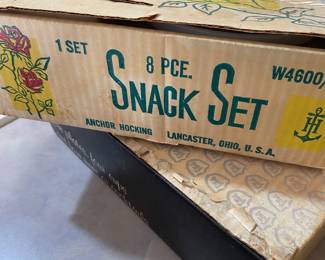 1 SET
8 PCE.
W4600/
SNACK SET
ANCHOR HOCKING LANCASTER, OHIO, U.S.A.